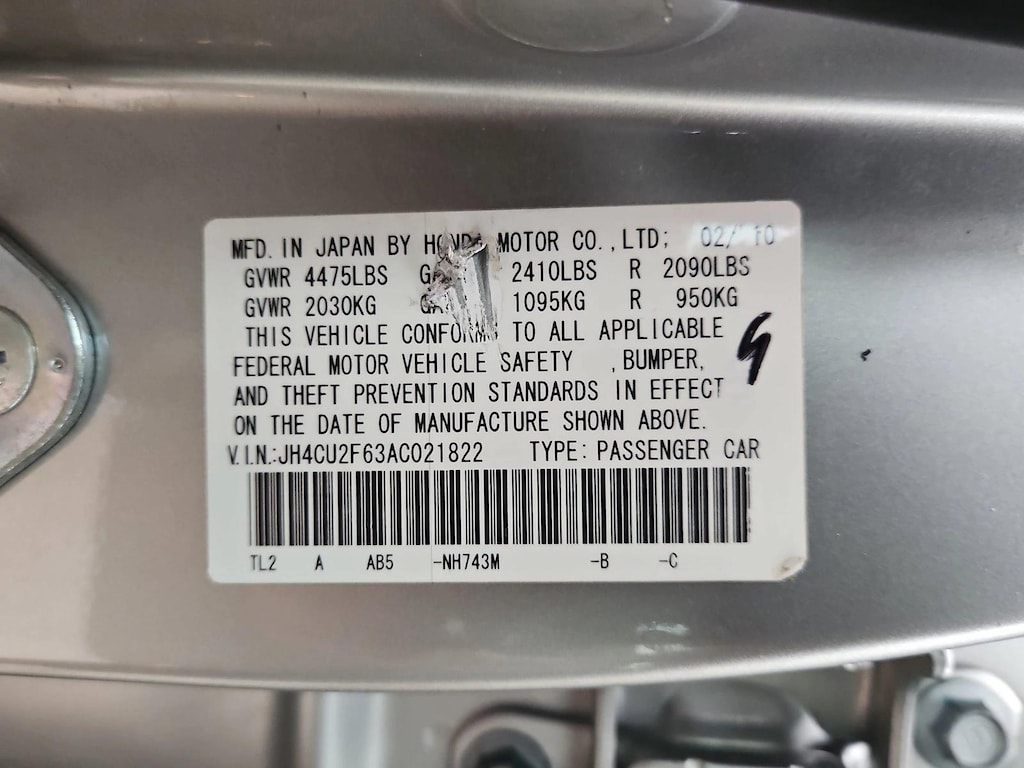 MFD. IN JAPAN BY HONDA MOTOR CO., LTD; 02/10
GVWR 4475LBS 2410LBS R 2090LBS
GVWR 2030KG 1095KG R 950KG
THIS VEHICLE CONFORMS TO ALL APPLICABLE
FEDERAL MOTOR VEHICLE SAFETY , BUMPER,
AND THEFT PREVENTION STANDARDS IN EFFECT
ON THE DATE OF MANUFACTURE SHOWN ABOVE.
V.I.N.:JH4CU2F63AC021822 TYPE: PASSENGER CAR
TL2 A AB5 -NH743M -B -C